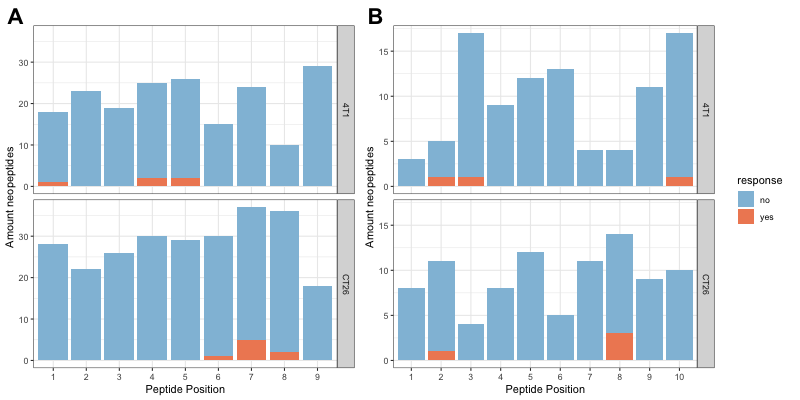 A
Amount neopeptides
30
20
10
0
4T1
30
20
10
0
CT26
1 2 3 4 5 6 7 8 9
Peptide Position
B
Amount neopeptides
15
10
5
0
4T1
15
10
5
0
CT26
1 2 3 4 5 6 7 8 9 10
Peptide Position
response
no
yes